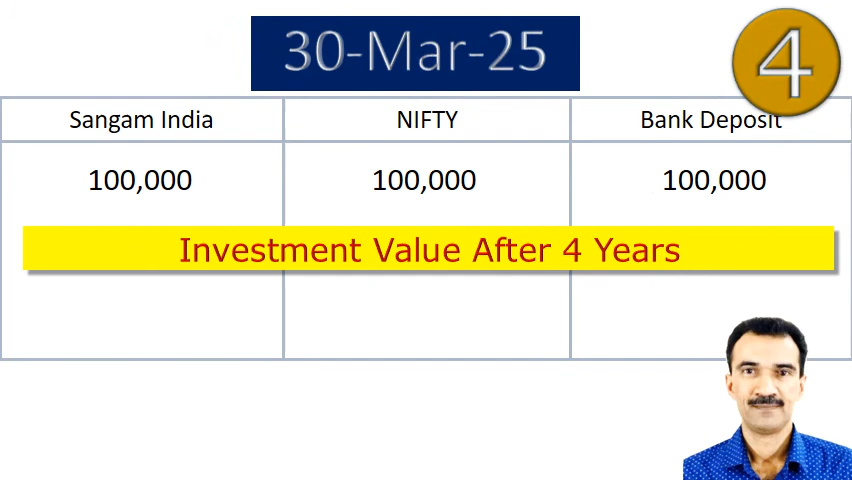 30-Mar-25
4
Sangam India NIFTY Bank Deposit
100,000 100,000 100,000
Investment Value After 4 Years